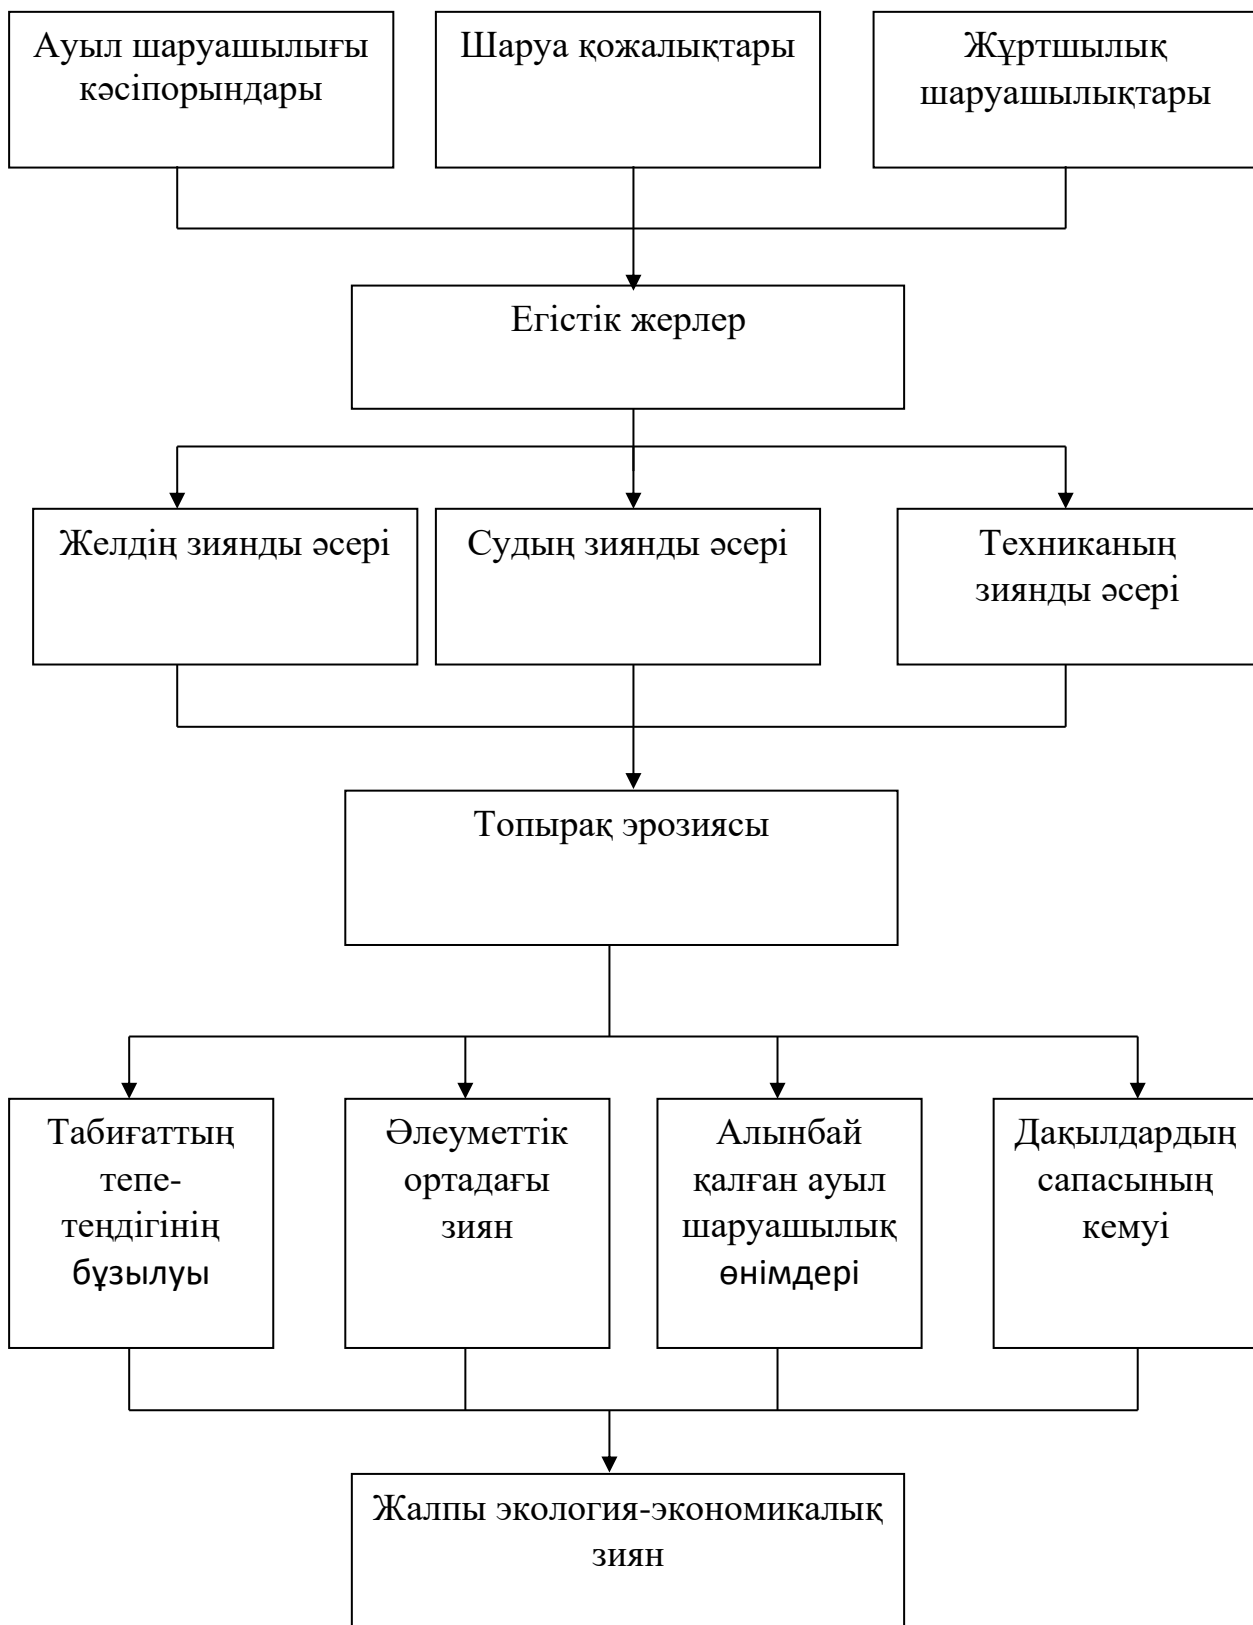 Ауыл шаруашылығы
кәсіпорындары
Шаруа қожалықтары
Жұртшылық
шаруашылықтары
Егістік жерлер
Желдің зиянды әсері
Судың зиянды әсері
Техниканың
зиянды әсері
Топырақ эрозиясы
Табиғаттың
тепе-
теңдігінің
бұзылуы
Әлеуметтік
ортадағы
зиян
Алынбай
қалған ауыл
шаруашылық
өнімдері
Дақылдардың
сапасының
кемуі
Жалпы экология-экономикалық
зиян